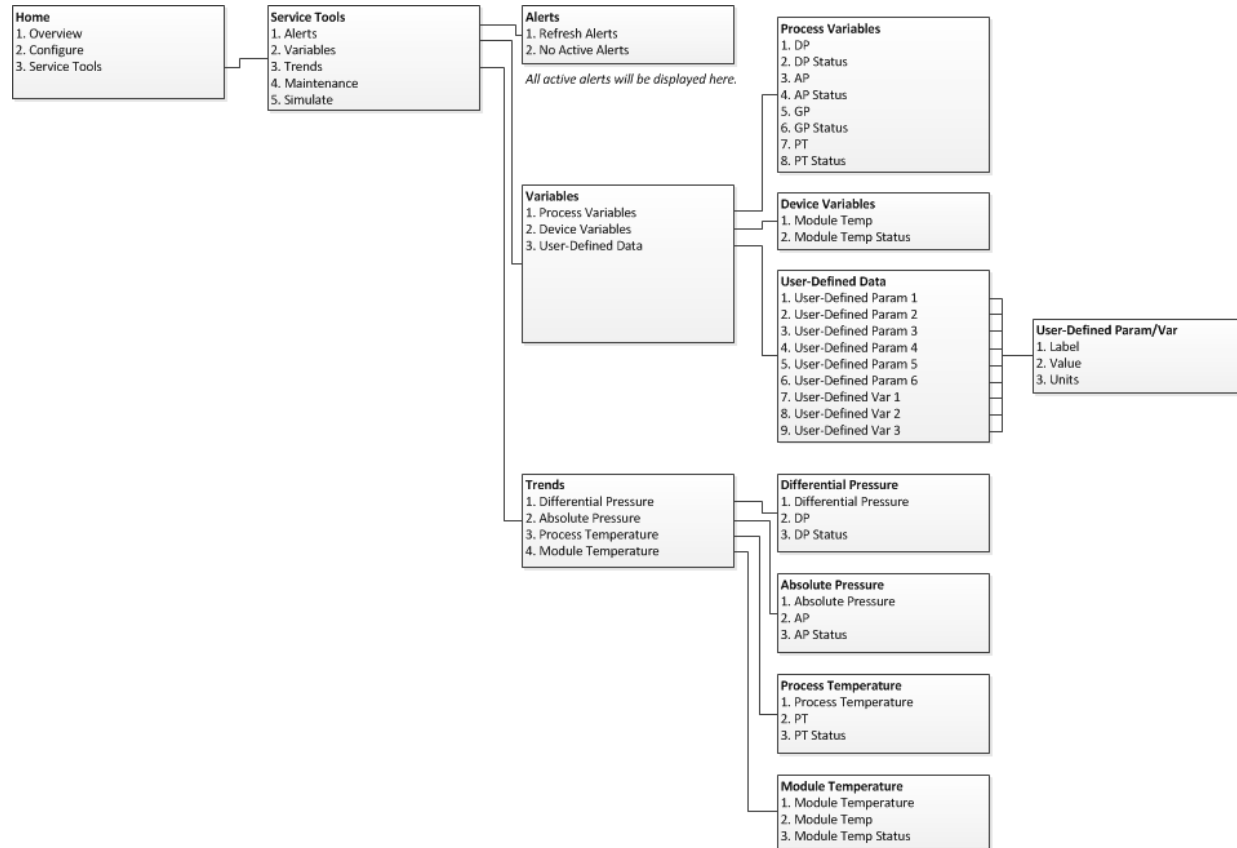 Home
1. Overview
2. Configure
3. Service Tools
Service Tools
1. Alerts
2. Variables
3. Trends
4. Maintenance
5. Simulate
Alerts
1. Refresh Alerts
2. No Active Alerts
All active alerts will be displayed here.
Process Variables
1. DP
2. DP Status
3. AP
4. AP Status
5. GP
6. GP Status
7. PT
8. PT Status
Variables
1. Process Variables
2. Device Variables
3. User-Defined Data
Device Variables
1. Module Temp
2. Module Temp Status
User-Defined Data
1. User-Defined Param 1
2. User-Defined Param 2
3. User-Defined Param 3
4. User-Defined Param 4
5. User-Defined Param 5
6. User-Defined Param 6
7. User-Defined Var 1
8. User-Defined Var 2
9. User-Defined Var 3
User-Defined Param/Var
1. Label
2. Value
3. Units
Trends
1. Differential Pressure
2. Absolute Pressure
3. Process Temperature
4. Module Temperature
Differential Pressure
1. Differential Pressure
2. DP
3. DP Status
Absolute Pressure
1. Absolute Pressure
2. AP
3. AP Status
Process Temperature
1. Process Temperature
2. PT
3. PT Status
Module Temperature
1. Module Temperature
2. Module Temp
3. Module Temp Status